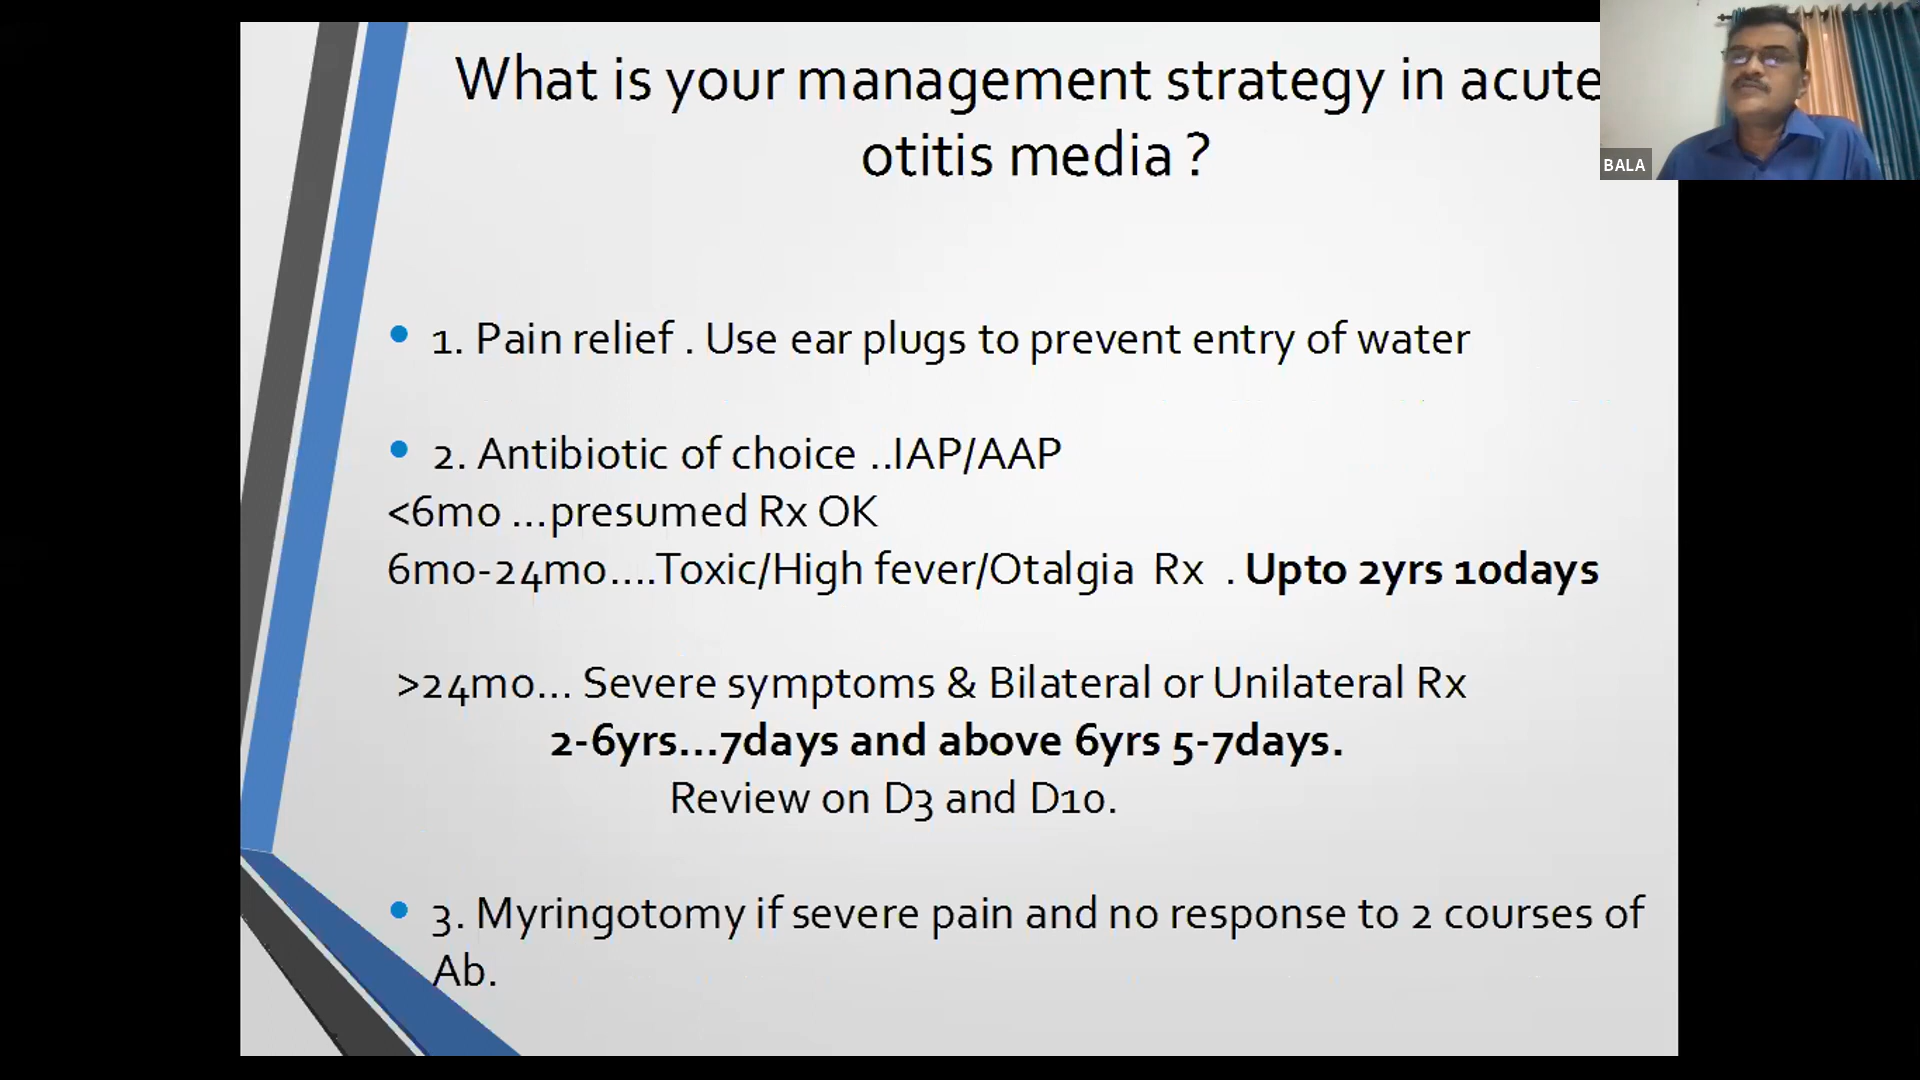 What is your management strategy in acute
otitis media ?
BALA
• 1. Pain relief . Use ear plugs to prevent entry of water
• 2. Antibiotic of choice ..IAP/AAP
<6mo ...presumed Rx OK
6mo-24mo....Toxic/High fever/Otalgia Rx . Upto 2yrs 10days
>24mo... Severe symptoms & Bilateral or Unilateral Rx
2-6yrs...7days and above 6yrs 5-7days.
Review on D3 and D10.
• 3. Myringotomy if severe pain and no response to 2 courses of
Ab.